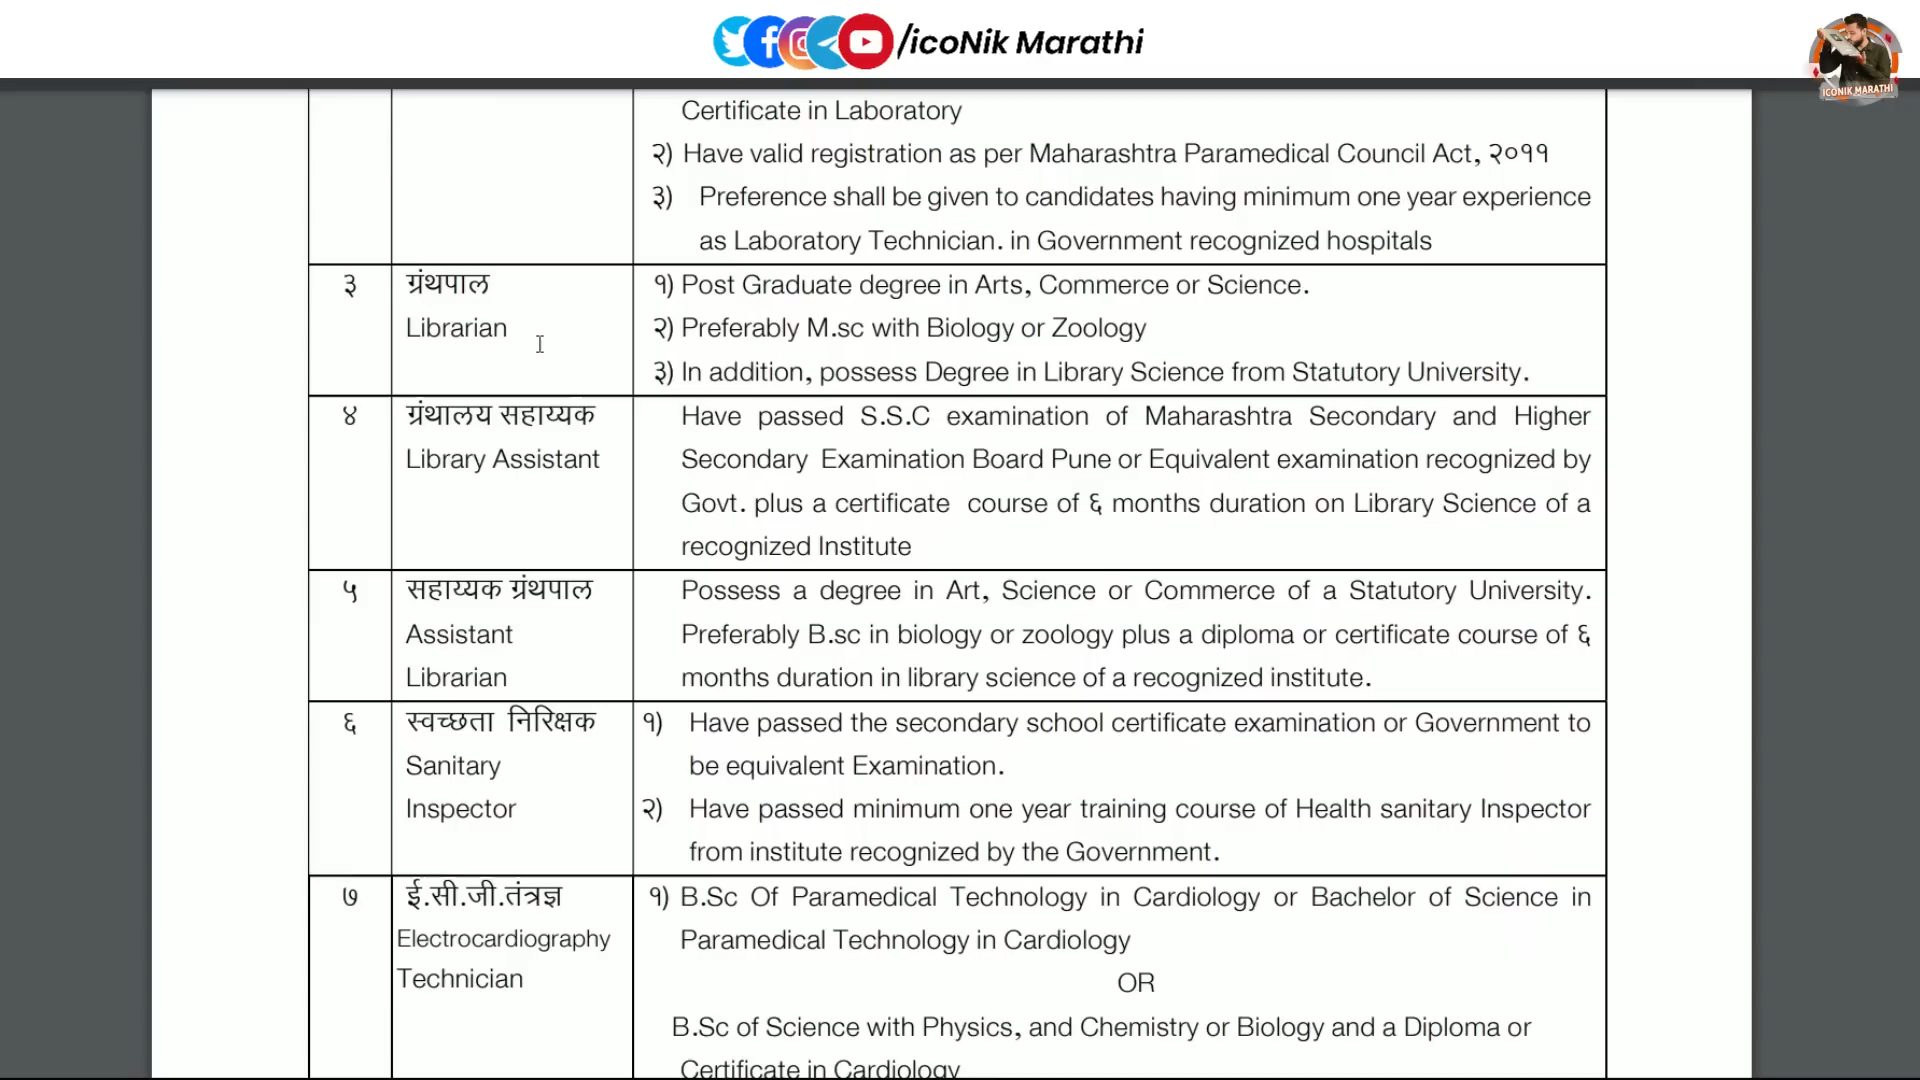 /icoNik Marathi
ICONIK MARATHI
Certificate in Laboratory
२) Have valid registration as per Maharashtra Paramedical Council Act, २०११
३) Preference shall be given to candidates having minimum one year experience
as Laboratory Technician. in Government recognized hospitals
३ ग्रंथपाल १) Post Graduate degree in Arts, Commerce or Science.
Librarian २) Preferably M.sc with Biology or Zoology
३) In addition, possess Degree in Library Science from Statutory University.
४ ग्रंथालय सहाय्यक Have passed S.S.C examination of Maharashtra Secondary and Higher
Library Assistant Secondary Examination Board Pune or Equivalent examination recognized by
Govt. plus a certificate course of ६ months duration on Library Science of a
recognized Institute
५ सहाय्यक ग्रंथपाल Possess a degree in Art, Science or Commerce of a Statutory University.
Assistant Preferably B.sc in biology or zoology plus a diploma or certificate course of ६
Librarian months duration in library science of a recognized institute.
६ स्वच्छता निरिक्षक १) Have passed the secondary school certificate examination or Government to
Sanitary be equivalent Examination.
Inspector २) Have passed minimum one year training course of Health sanitary Inspector
from institute recognized by the Government.
७ ई.सी.जी.तंत्रज्ञ १) B.Sc Of Paramedical Technology in Cardiology or Bachelor of Science in
Electrocardiography Paramedical Technology in Cardiology
Technician OR
B.Sc of Science with Physics, and Chemistry or Biology and a Diploma or
Certificate in Cardiology